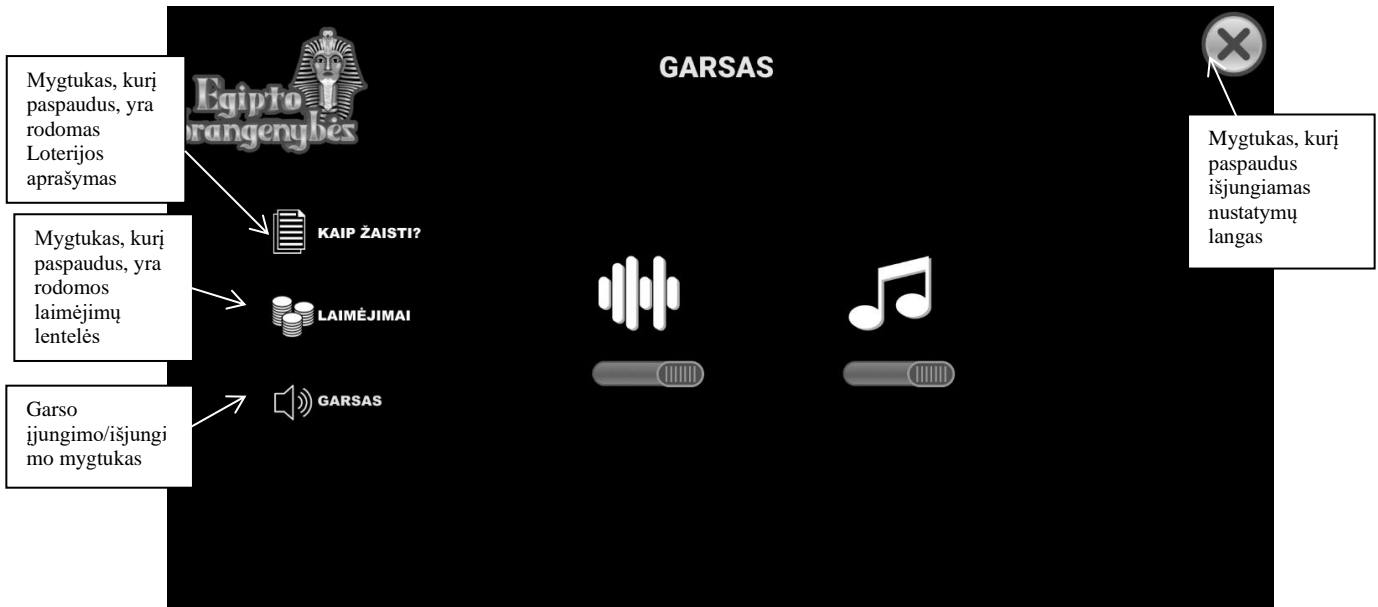 Mygtukas, kurį
paspaudus, yra
rodomas
Loterijos
aprašymas
Egipto
brangenybės
GARSAS
Mygtukas, kurį
paspaudus
išjungiamas
nustatymų
langas
KAIP ŽAISTI?
Mygtukas, kurį
paspaudus, yra
rodomos
laimėjimų
lentelės
LAIMĖJIMAI
Garso
įjungimo/išjungi
mo mygtukas
GARSAS